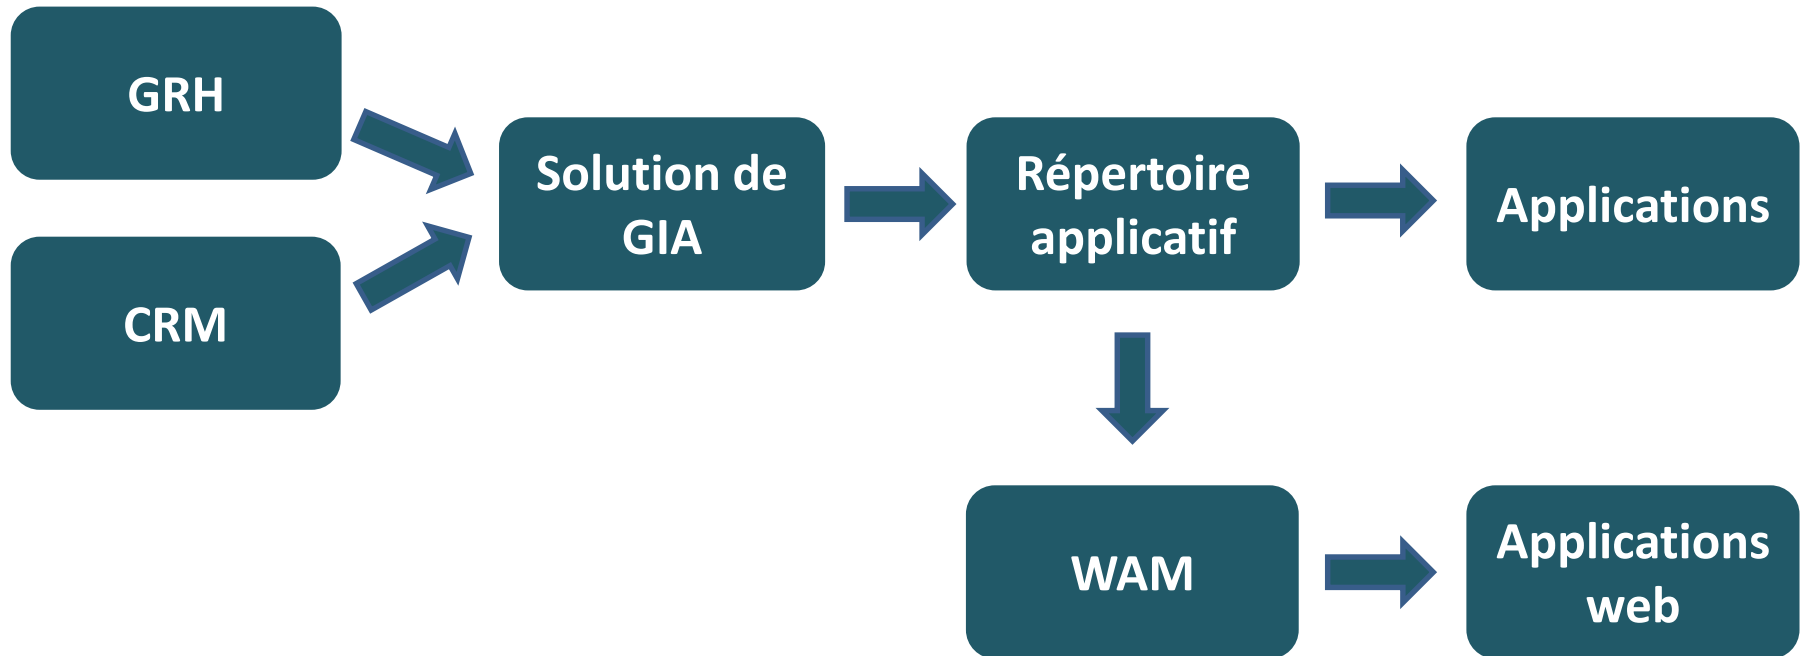 GRH
CRM
Solution de
GIA
Répertoire
applicatif
Applications
WAM
Applications
web